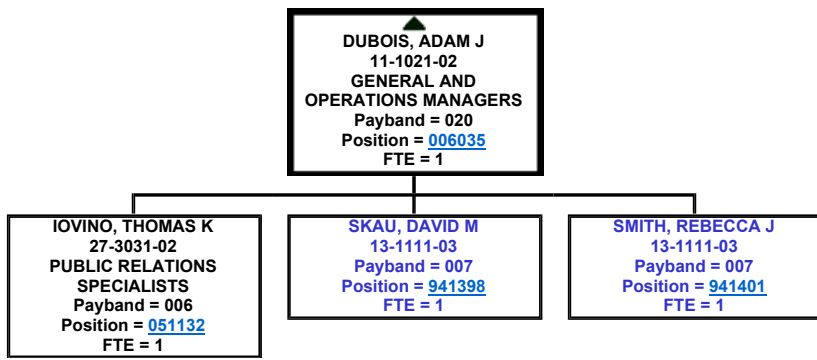 DUBOIS, ADAM J
11-1021-02
GENERAL AND
OPERATIONS MANAGERS
Payband = 020
Position = 006035
FTE = 1
IOVINO, THOMAS K
27-3031-02
PUBLIC RELATIONS
SPECIALISTS
Payband = 006
Position = 051132
FTE = 1
SKAU, DAVID M
13-1111-03
Payband = 007
Position = 941398
FTE = 1
SMITH, REBECCA J
13-1111-03
Payband = 007
Position = 941401
FTE = 1